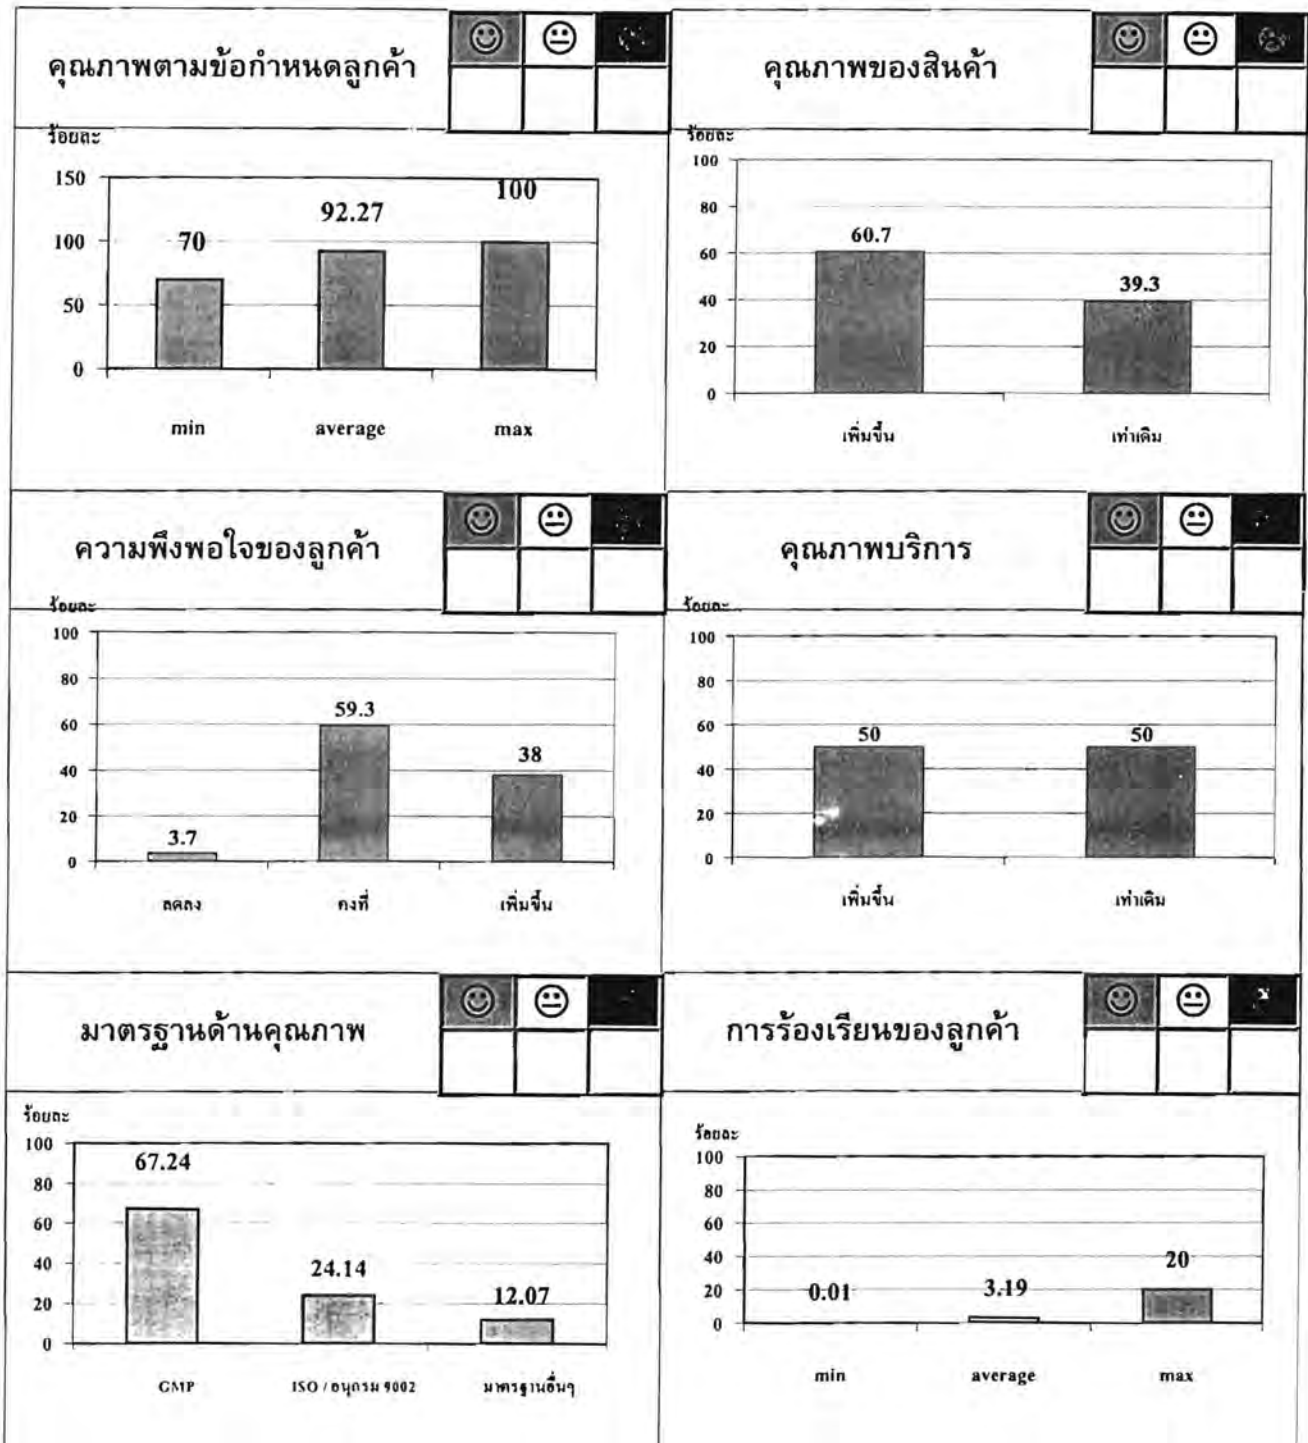 คุณภาพตามข้อกำหนดลูกค้า
ร้อยละ
150
100
50
0
70
92.27
100
min
average
max
คุณภาพของสินค้า
ร้อยละ
100
80
60
40
20
0
60.7
39.3
เพิ่มขึ้น
เท่าเดิม
ความพึงพอใจของลูกค้า
ร้อยละ
100
80
60
40
20
0
3.7
59.3
38
ลดลง
คงที่
เพิ่มขึ้น
คุณภาพบริการ
ร้อยละ
100
80
60
40
20
0
50
50
เพิ่มขึ้น
เท่าเดิม
มาตรฐานด้านคุณภาพ
ร้อยละ
100
80
60
40
20
0
67.24
24.14
12.07
GMP
ISO / อนุกรม 9002
มาตรฐานอื่นๆ
การร้องเรียนของลูกค้า
ร้อยละ
100
80
60
40
20
0
0.01
3.19
20
min
average
max